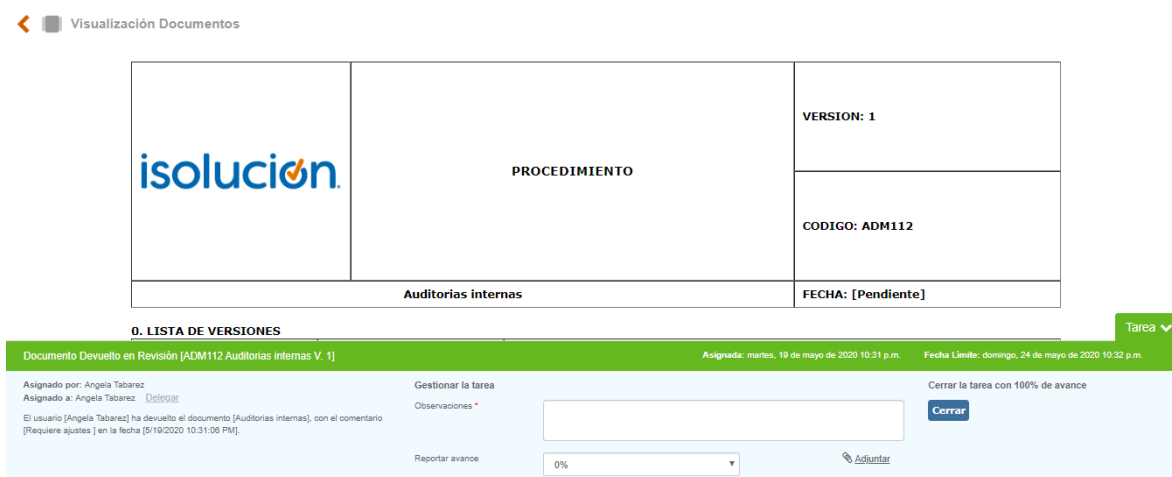 Visualización Documentos
isolución
PROCEDIMIENTO
VERSION: 1
CODIGO: ADM112
Auditorias internas
FECHA: [Pendiente]
0. LISTA DE VERSIONES
Tarea
Documento Devuelto en Revisión [ADM112 Auditorias internas V. 1]
Asignada: martes, 19 de mayo de 2020 10:31 p.m.
Fecha Límite: domingo, 24 de mayo de 2020 10:32 p.m.
Asignado por: Angela Tabarez
Asignado a: Angela Tabarez Delegar
El usuario [Angela Tabarez] ha devuelto el documento [Auditorias internas], con el comentario
[Requiere ajustes ] en la fecha [5/19/2020 10:31:06 PM].
Gestionar la tarea
Observaciones *
Reportar avance
0%
Adjuntar
Cerrar la tarea con 100% de avance
Cerrar